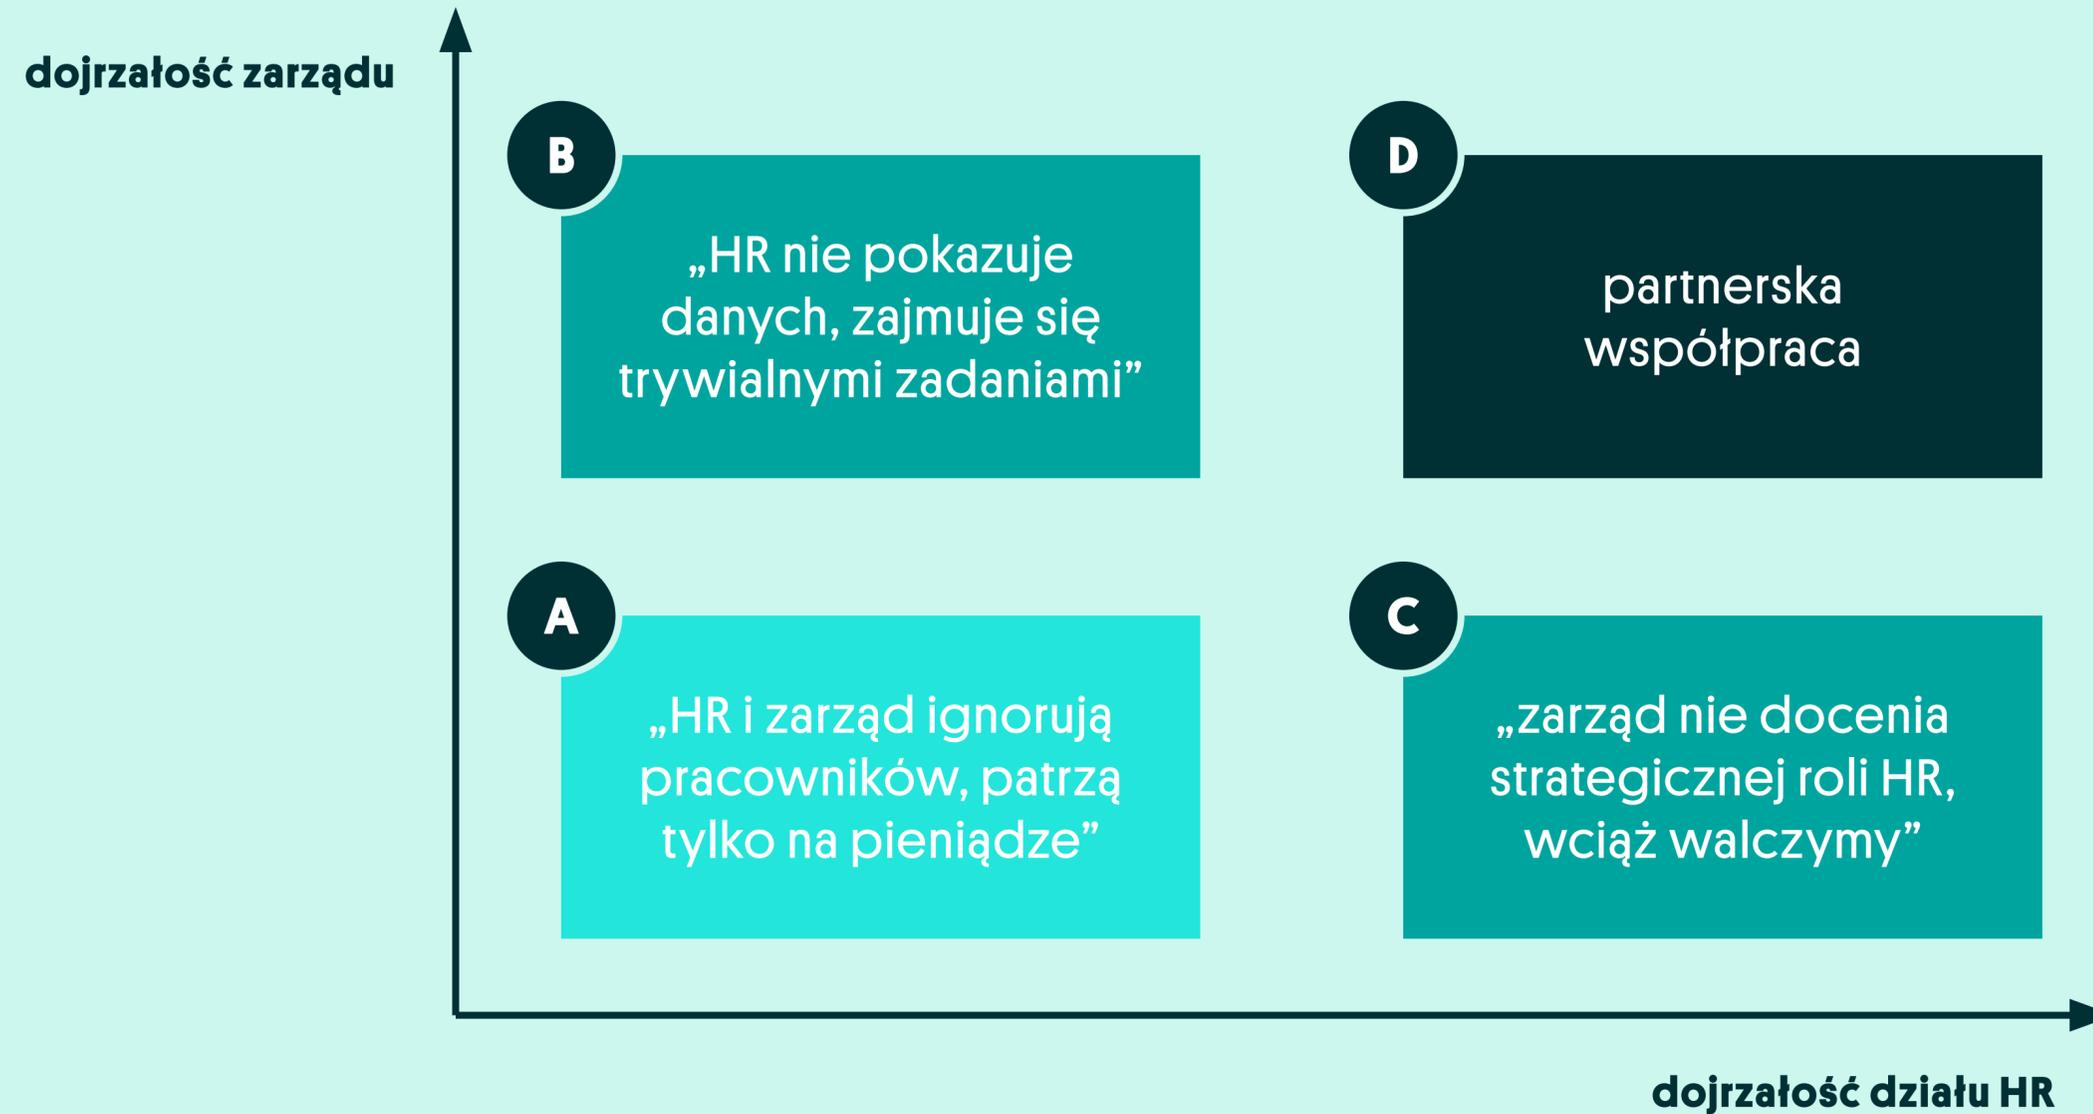 dojrzałość zarządu
B
„HR nie pokazuje
danych, zajmuje się
trywialnymi zadaniami”
D
partnerska
współpraca
A
„HR i zarząd ignorują
pracowników, patrzą
tylko na pieniądze”
C
„zarząd nie docenia
strategicznej roli HR,
wciąż walczymy”
dojrzałość działu HR